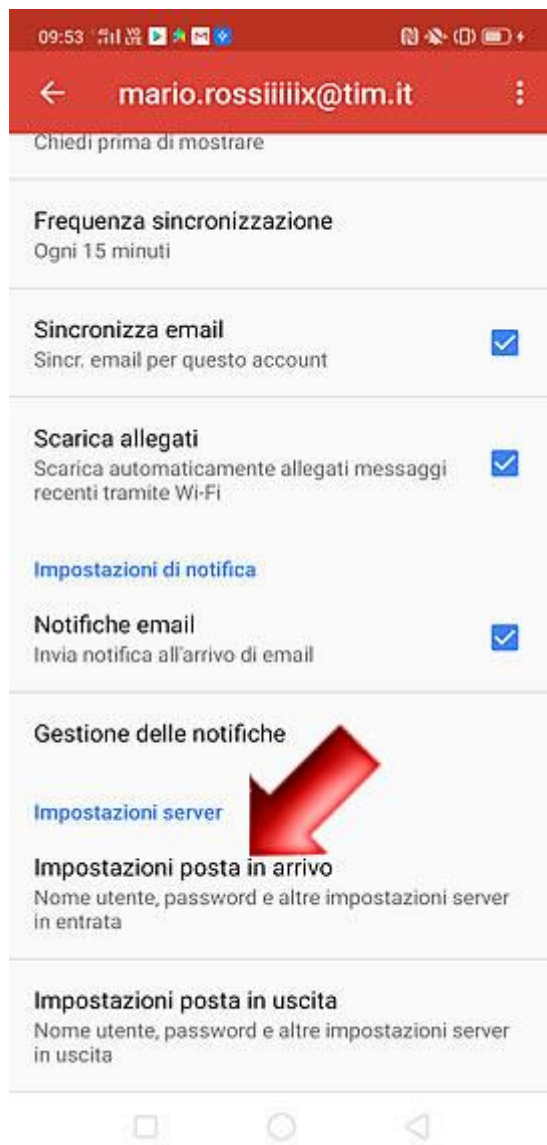 09:53
mario.rossiiiiix@tim.it
Chiedi prima di mostrare
Frequenza sincronizzazione
Ogni 15 minuti
Sincronizza email
Sincr. email per questo account
Scarica allegati
Scarica automaticamente allegati messaggi
recenti tramite Wi-Fi
Impostazioni di notifica
Notifiche email
Invia notifica all'arrivo di email
Gestione delle notifiche
Impostazioni server
Impostazioni posta in arrivo
Nome utente, password e altre impostazioni server
in entrata
Impostazioni posta in uscita
Nome utente, password e altre impostazioni server
in uscita